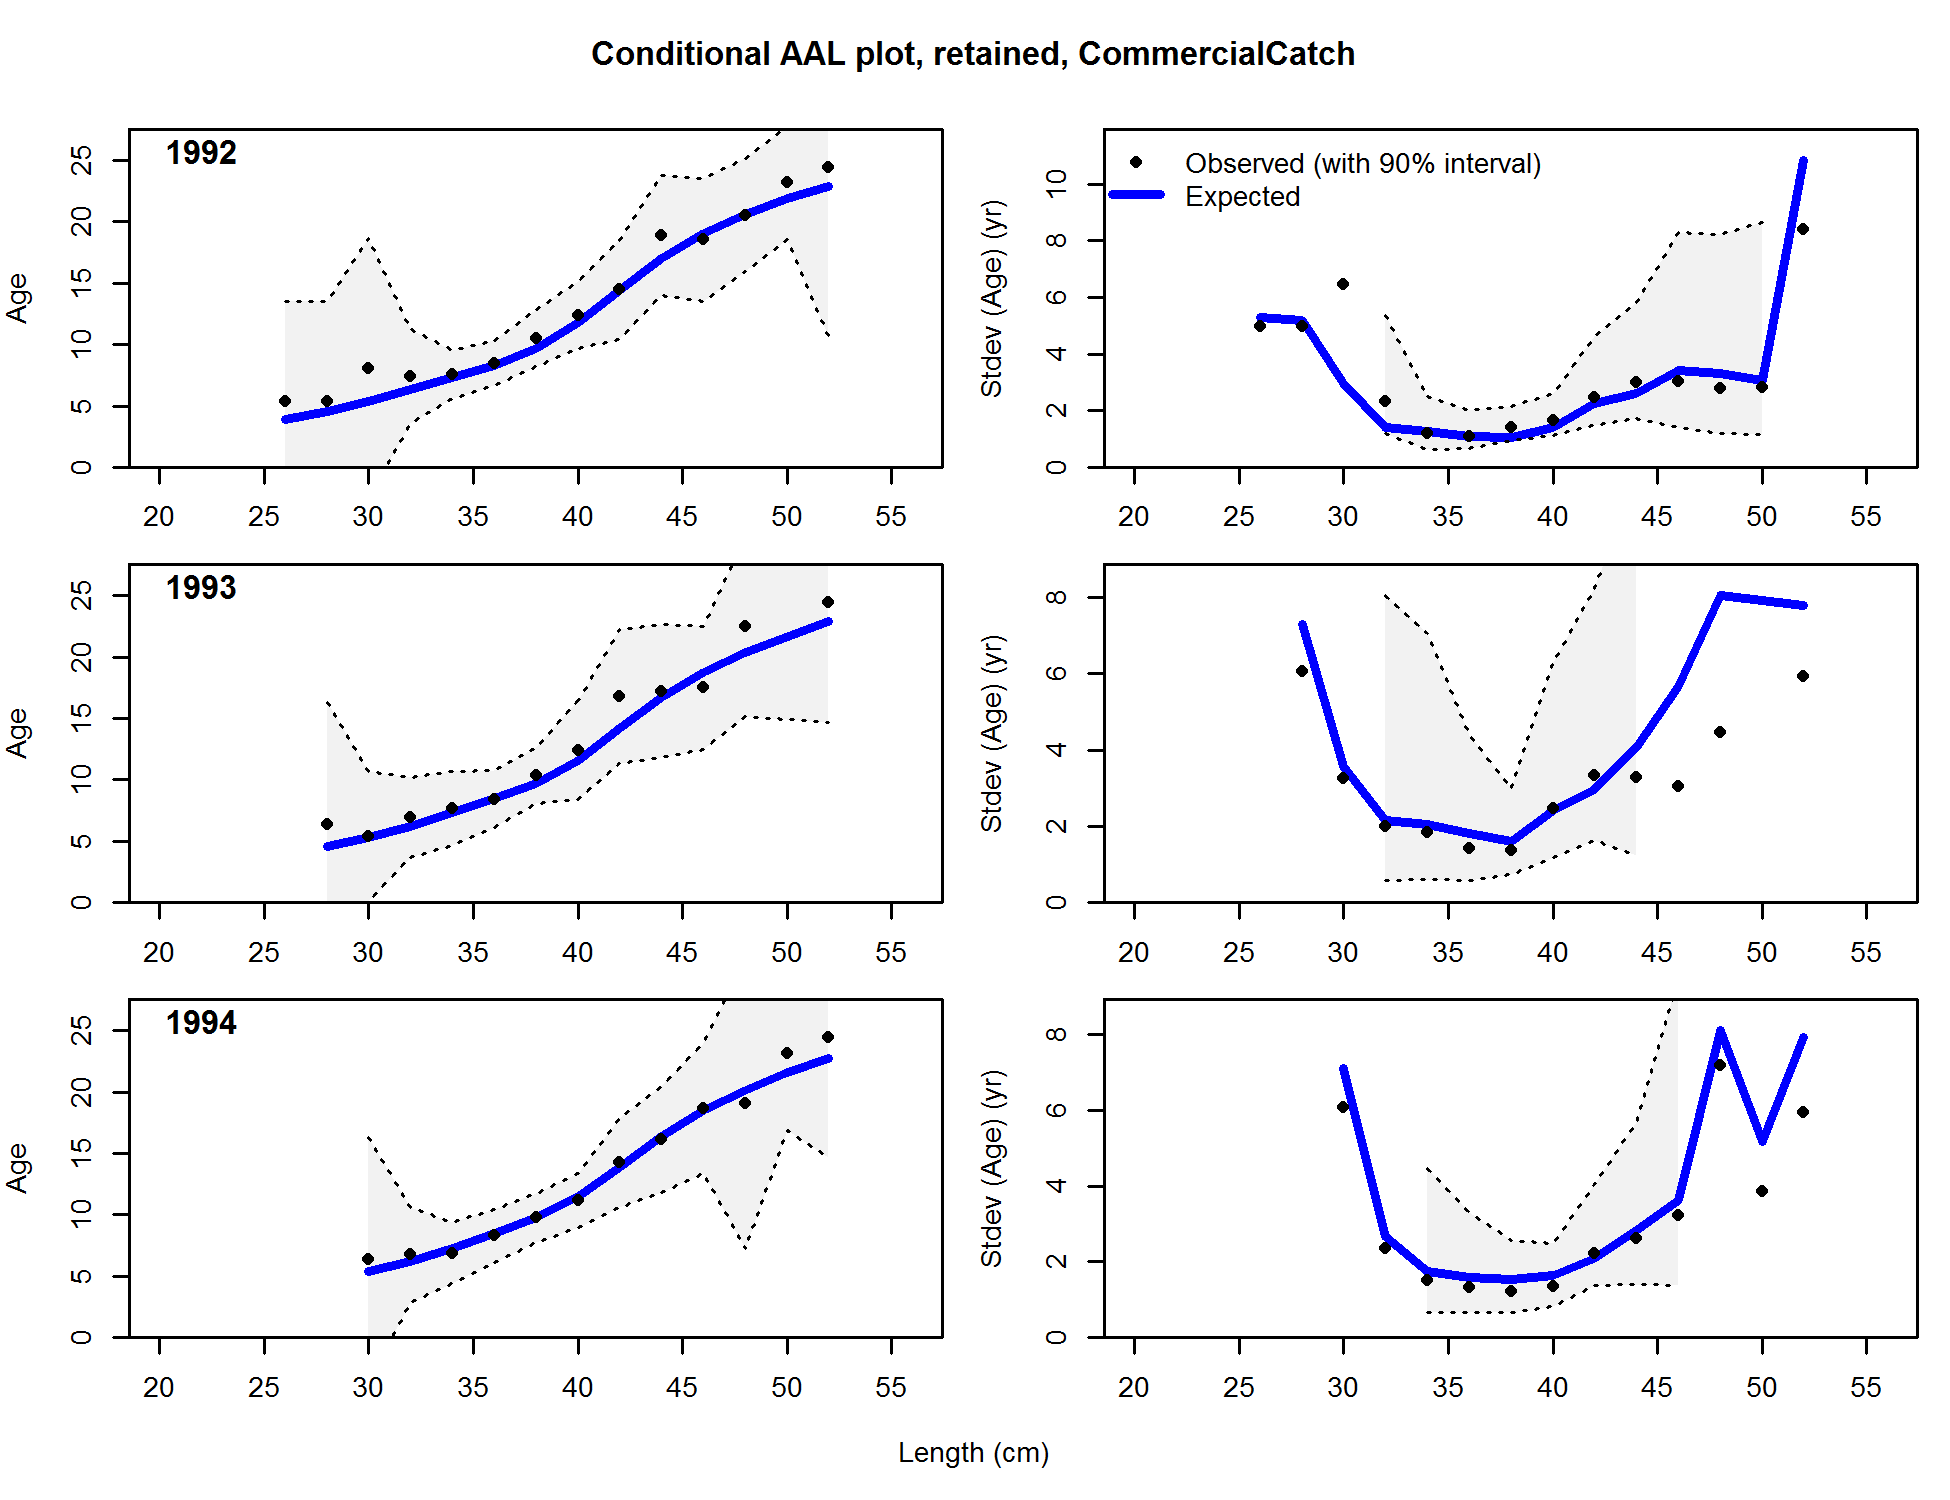 Conditional AAL plot, retained, CommercialCatch
1992
Age
0 5 10 15 20 25
20 25 30 35 40 45 50 55
Observed (with 90% interval)
Expected
Stdev (Age) (yr)
0 2 4 6 8 10
20 25 30 35 40 45 50 55
1993
Age
0 5 10 15 20 25
20 25 30 35 40 45 50 55
Stdev (Age) (yr)
0 2 4 6 8
20 25 30 35 40 45 50 55
1994
Age
0 5 10 15 20 25
20 25 30 35 40 45 50 55
Stdev (Age) (yr)
0 2 4 6 8
20 25 30 35 40 45 50 55
Length (cm)